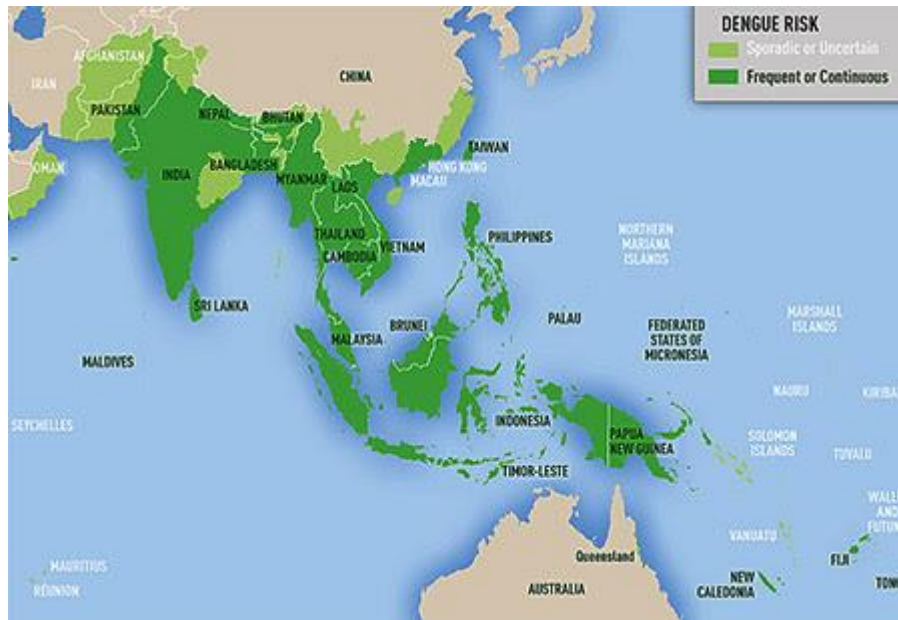 DENGUE RISK
Sporadic or Uncertain
Frequent or Continuous
AFGHANISTAN
IRAN
CHINA
PAKISTAN
NEPAL
BHUTAN
TAIWAN
OMAN
INDIA
BANGLADESH
MYANMAR
LAOS
HONG KONG
MACAU
THAILAND
VIETNAM
CAMBODIA
PHILIPPINES
NORTHERN
MARIANA
ISLANDS
SRI LANKA
MALDIVES
MALAYSIA
BRUNEI
PALAU
FEDERATED
STATES OF
MICRONESIA
MARSHALL
ISLANDS
NAURU
KIRIBA
SEYCHELLES
INDONESIA
PAPUA
NEW GUINEA
SOLOMON
ISLANDS
TUVALU
TIMOR-LESTE
WALL
AND
FUTUN
VANUATU
FIJI
MAURITIUS
RÉUNION
Queensland
AUSTRALIA
NEW
CALEDONIA
TONG